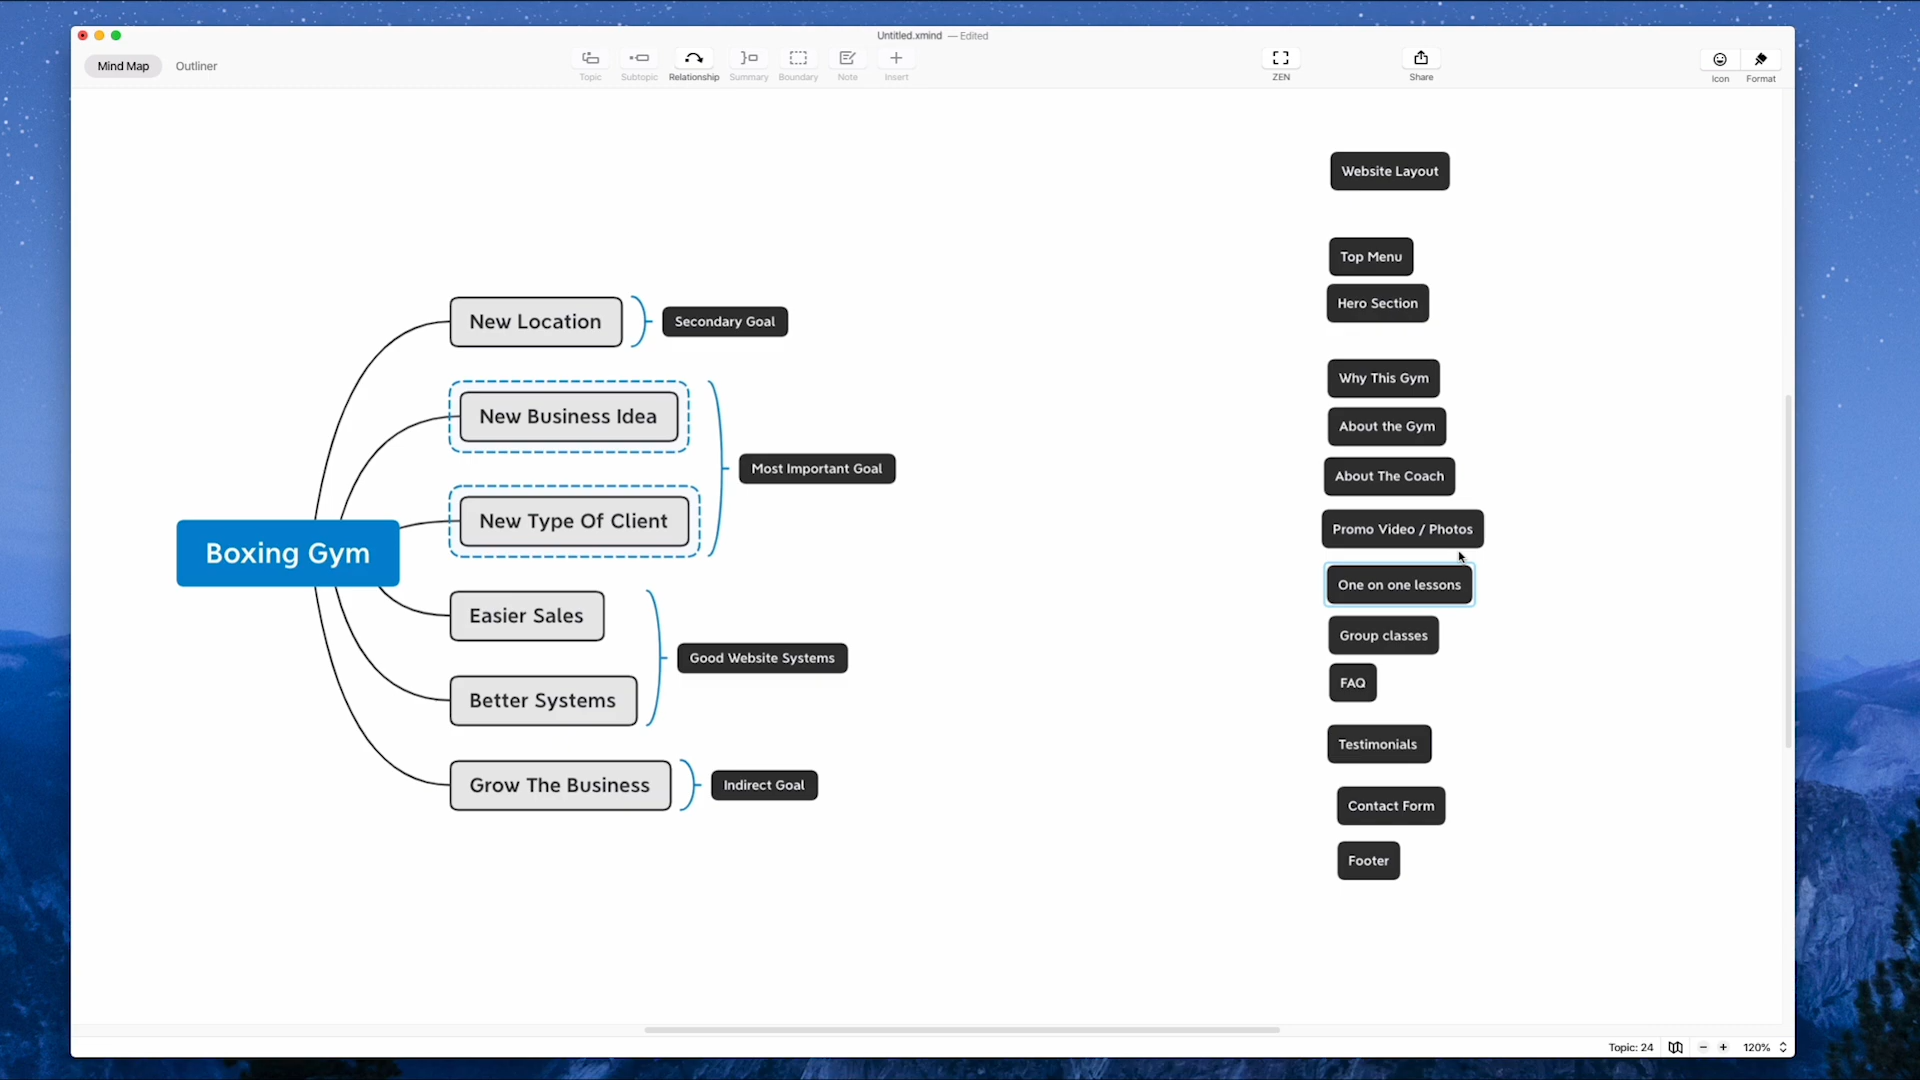 Untitled.xmind — Edited
Mind Map
Outliner
Topic
Subtopic
Relationship
Summary
Boundary
Note
Insert
ZEN
Share
Icon
Format
Boxing Gym
New Location
Secondary Goal
New Business Idea
New Type Of Client
Most Important Goal
Easier Sales
Better Systems
Good Website Systems
Grow The Business
Indirect Goal
Website Layout
Top Menu
Hero Section
Why This Gym
About the Gym
About The Coach
Promo Video / Photos
One on one lessons
Group classes
FAQ
Testimonials
Contact Form
Footer
Topic: 24
120%